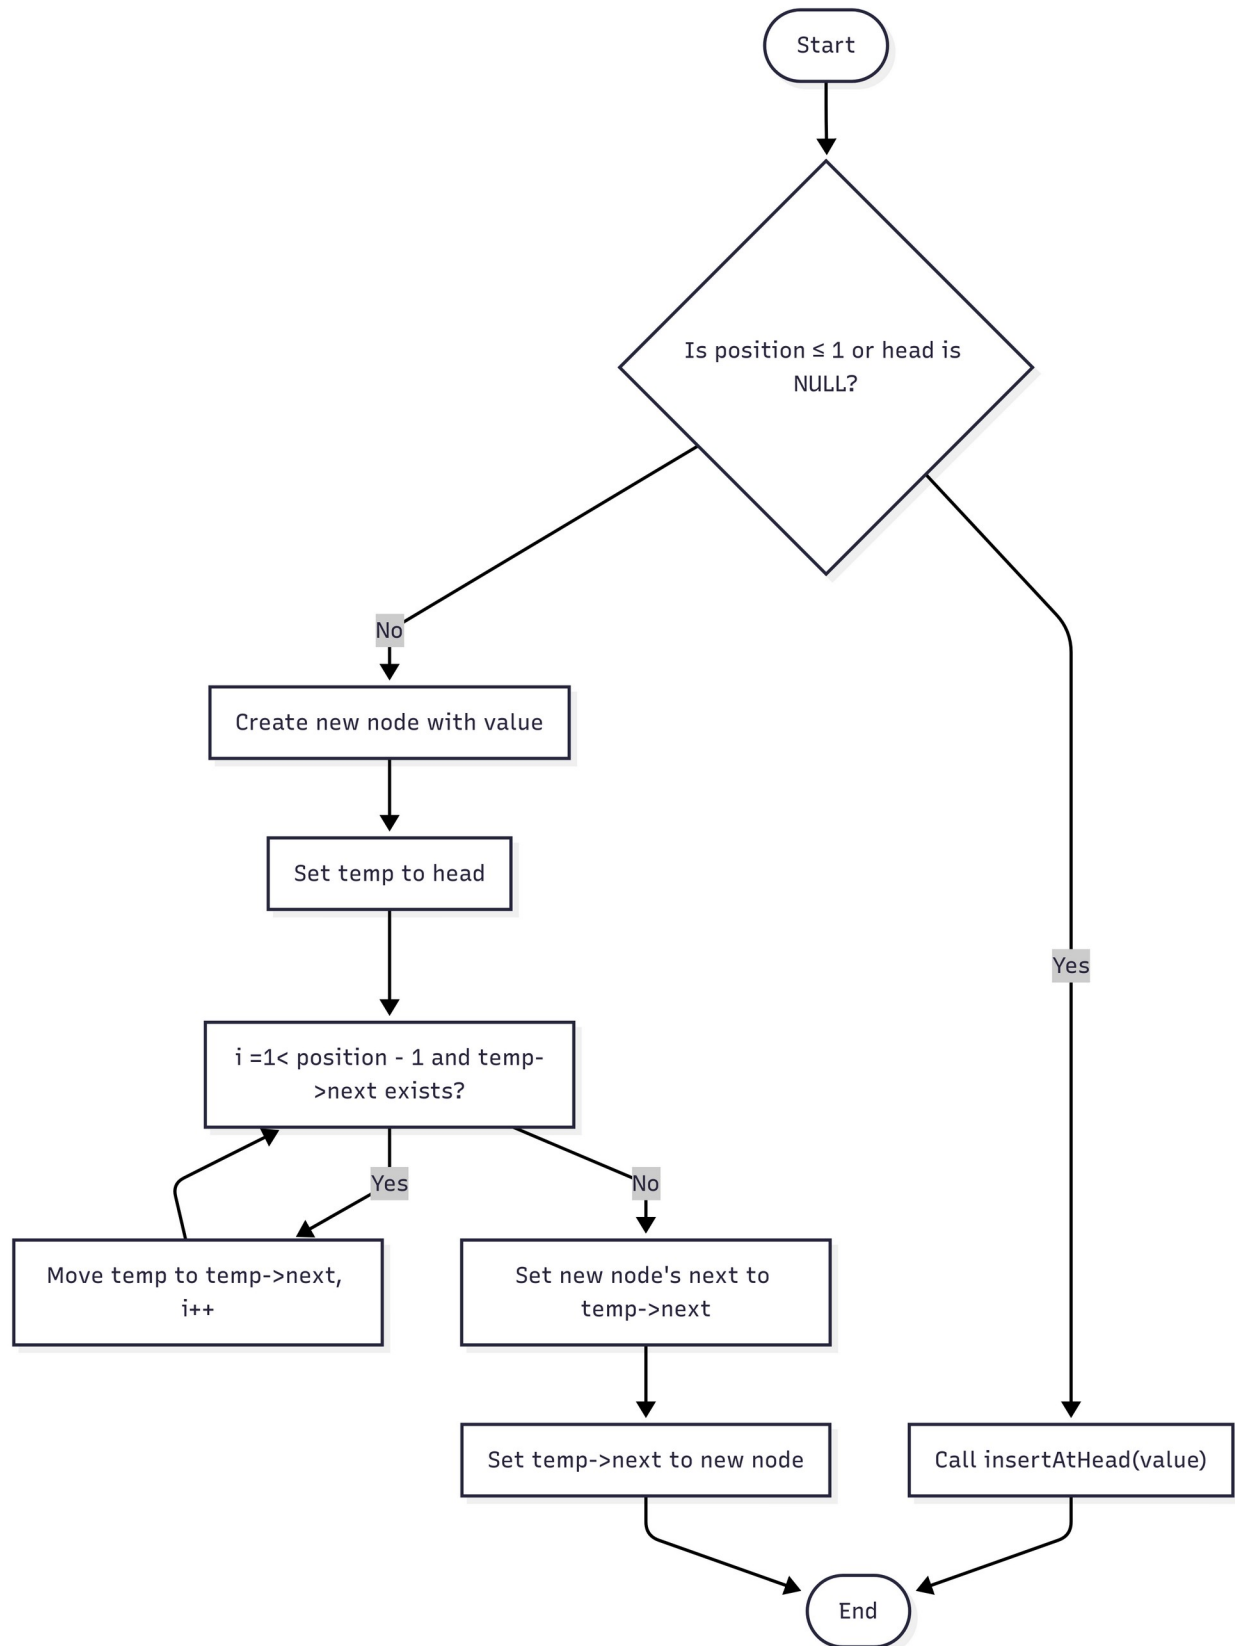 Start
Is position ≤ 1 or head is
NULL?
No
Create new node with value
Set temp to head
Yes
i =1< position - 1 and temp-
>next exists?
Yes
No
Move temp to temp->next,
i++
Set new node's next to
temp->next
Set temp->next to new node
Call insertAtHead(value)
End